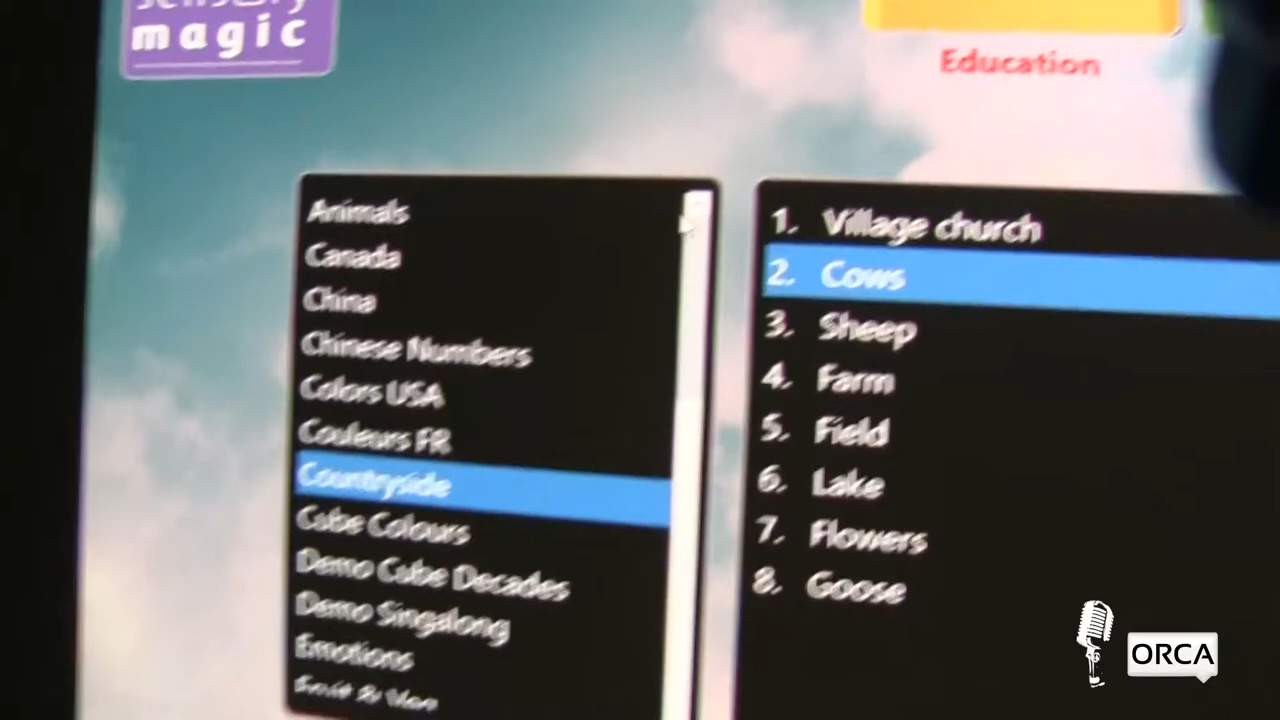 sensory
magic
Education
Animals
Canada
China
Chinese Numbers
Colors USA
Couleurs FR
Countryside
Cube Colours
Demo Cube Decades
Demo Singalong
Emotions
1. Village church
2. Cows
3. Sheep
4. Farm
5. Field
6. Lake
7. Flowers
8. Goose
ORCA